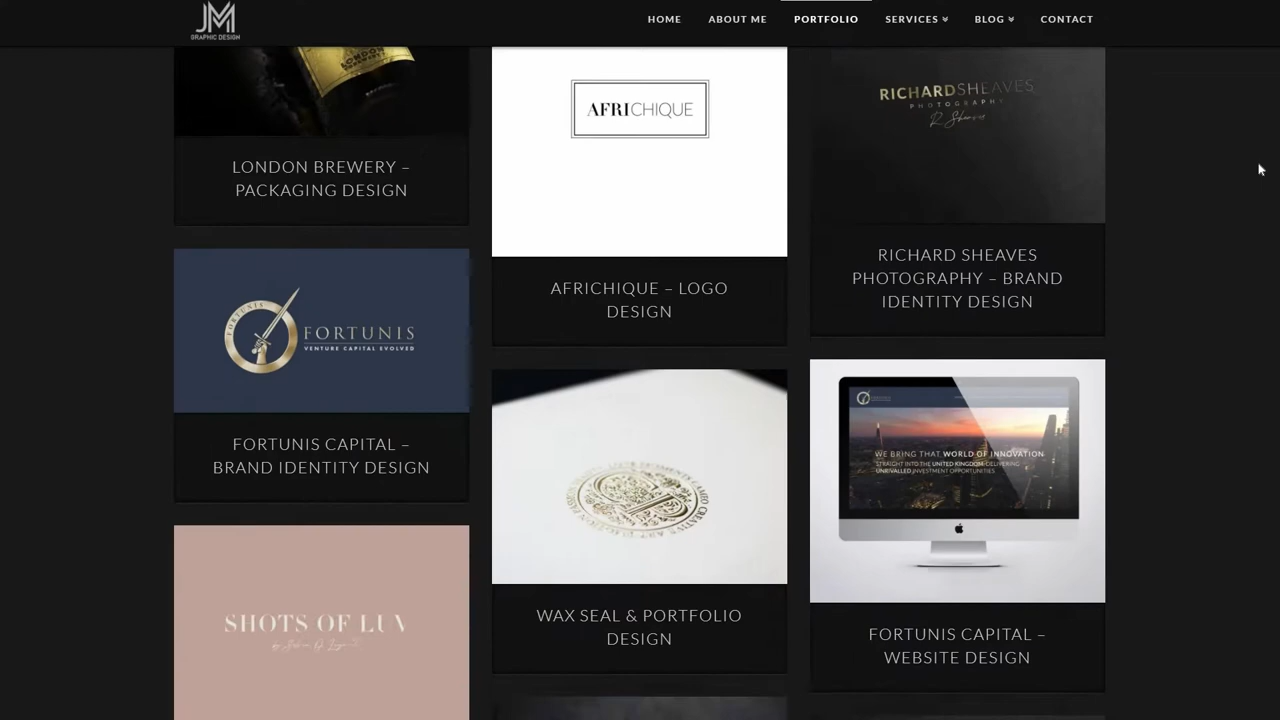 JM
GRAPHIC DESIGN
HOME
ABOUT ME
PORTFOLIO
SERVICES
BLOG
CONTACT
LONDON
LONDON BREWERY –
PACKAGING DESIGN
AFRICHIQUE
AFRICHIQUE – LOGO
DESIGN
RICHARDSHEAVES
PHOTOGRAPHY
R Sheaves
RICHARD SHEAVES
PHOTOGRAPHY – BRAND
IDENTITY DESIGN
FORTUNIS
FORTUNIS
VENTURE CAPITAL EVOLVED
FORTUNIS CAPITAL –
BRAND IDENTITY DESIGN
WAX SEAL & PORTFOLIO
DESIGN
WE BRING THAT WORLD OF INNOVATION
STRAIGHT INTO THE UNITED KINGDOM, DELIVERING
UNRIVALLED INVESTMENT OPPORTUNITIES
FORTUNIS CAPITAL –
WEBSITE DESIGN
SHOTS OF LUV